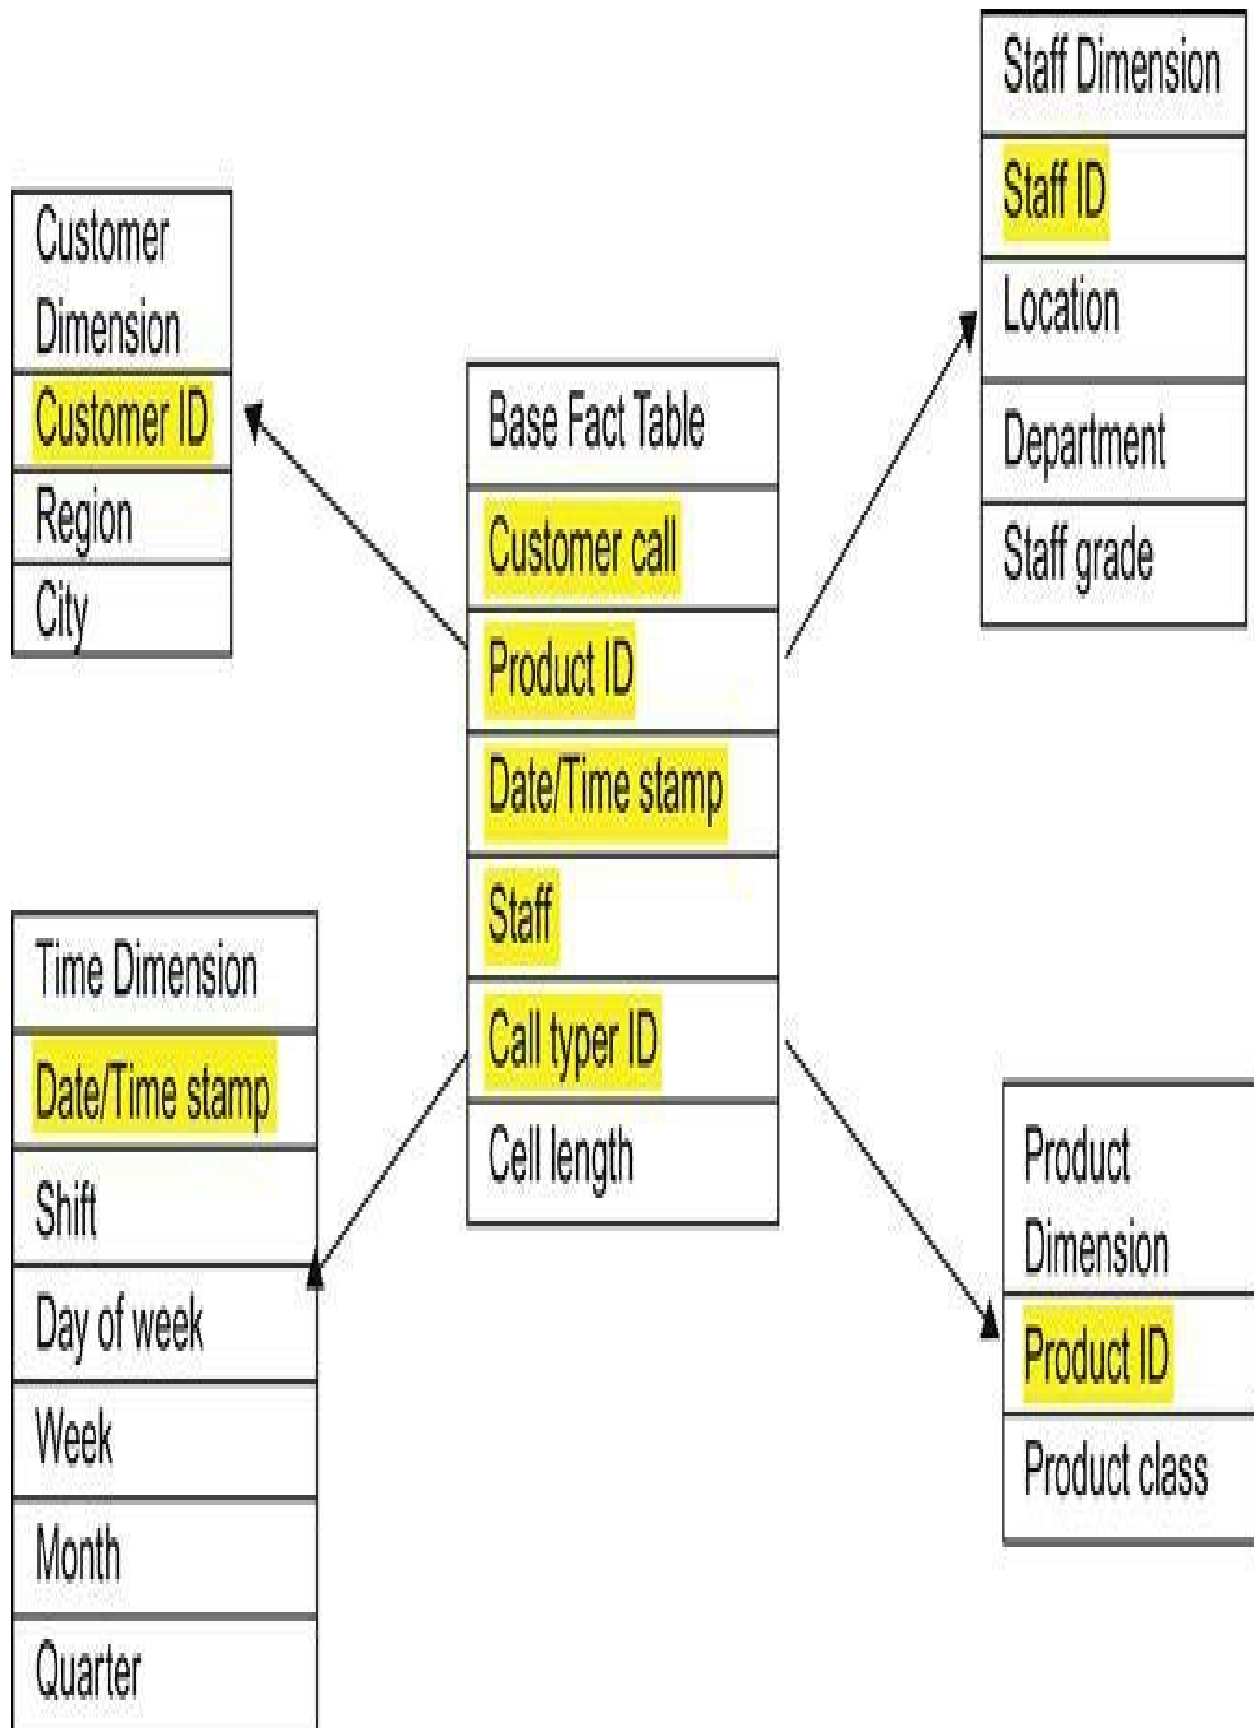 Customer
Dimension
Customer ID
Region
City
Base Fact Table
Customer call
Product ID
Date/Time stamp
Staff
Call typer ID
Cell length
Staff Dimension
Staff ID
Location
Department
Staff grade
Time Dimension
Date/Time stamp
Shift
Day of week
Week
Month
Quarter
Product
Dimension
Product ID
Product class